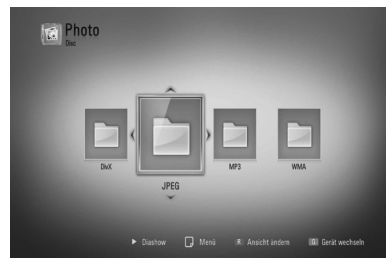 Photo
Disc
DivX
JPEG
MP3
WMA
Diashow
Menü
R Ansicht ändern
G Gerät wechseln